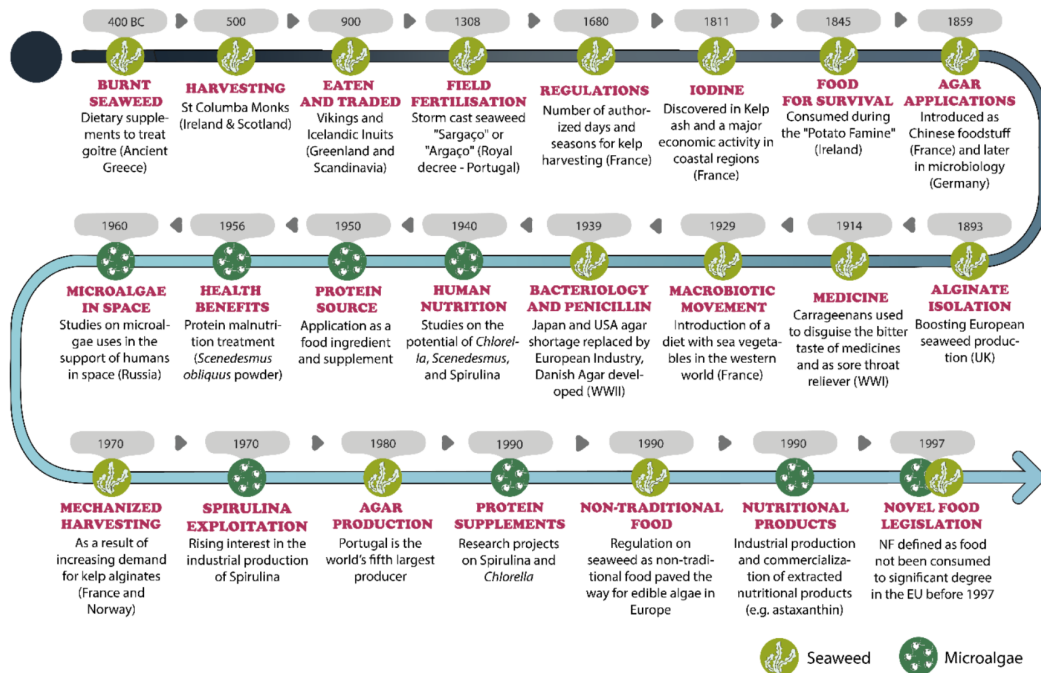 400 BC
500
900
1308
1680
1811
1845
1859
BURNT
SEAWEED
Dietary supple-
ments to treat
goitre (Ancient
Greece)
HARVESTING
St Columba Monks
(Ireland & Scotland)
EATEN
AND TRADED
Vikings and
Icelandic Inuits
(Greenland and
Scandinavia)
FIELD
FERTILISATION
Storm cast seaweed
"Sargaço" or
"Argaço" (Royal
decree - Portugal)
REGULATIONS
Number of author-
ized days and
seasons for kelp
harvesting (France)
IODINE
Discovered in Kelp
ash and a major
economic activity in
coastal regions
(France)
FOOD
FOR SURVIVAL
Consumed during
the "Potato Famine"
(Ireland)
AGAR
APPLICATIONS
Introduced as
Chinese foodstuff
(France) and later
in microbiology
(Germany)
1960
1956
1950
1940
1939
1929
1914
1893
MICROALGAE
IN SPACE
Studies on microal-
gae uses in the
support of humans
in space (Russia)
HEALTH
BENEFITS
Protein malnutri-
tion treatment
(Scenedesmus
obliquus powder)
PROTEIN
SOURCE
Application as a
food ingredient
and supplement
HUMAN
NUTRITION
Studies on the
potential of Chlorel-
la, Scenedesmus,
and Spirulina
BACTERIOLOGY
AND PENICILLIN
Japan and USA agar
shortage replaced by
European Industry,
Danish Agar devel-
oped (WWII)
MACROBIOTIC
MOVEMENT
Introduction of a
diet with sea vegeta-
bles in the western
world (France)
MEDICINE
Carrageenans used
to disguise the bitter
taste of medicines
and as sore throat
reliever (WWI)
ALGINATE
ISOLATION
Boosting European
seaweed produc-
tion (UK)
1970
1970
1980
1990
1990
1990
1997
MECHANIZED
HARVESTING
As a result of
increasing demand
for kelp alginates
(France and
Norway)
SPIRULINA
EXPLOITATION
Rising interest in the
industrial production
of Spirulina
AGAR
PRODUCTION
Portugal is the
world's fifth largest
producer
PROTEIN
SUPPLEMENTS
Research projects
on Spirulina and
Chlorella
NON-TRADITIONAL
FOOD
Regulation on
seaweed as non-tradi-
tional food paved the
way for edible algae in
Europe
NUTRITIONAL
PRODUCTS
Industrial production
and commercializa-
tion of extracted
nutritional products
(e.g. astaxanthin)
NOVEL FOOD
LEGISLATION
NF defined as food
not been consumed
to significant degree
in the EU before 1997
Seaweed
Microalgae